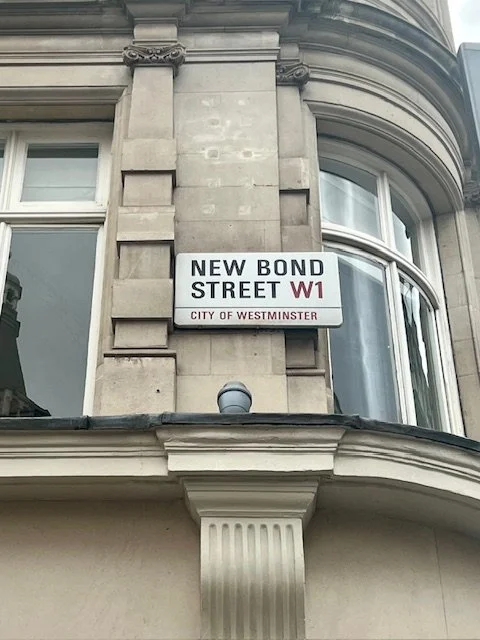 NEW BOND
STREET W1
CITY OF WESTMINSTER